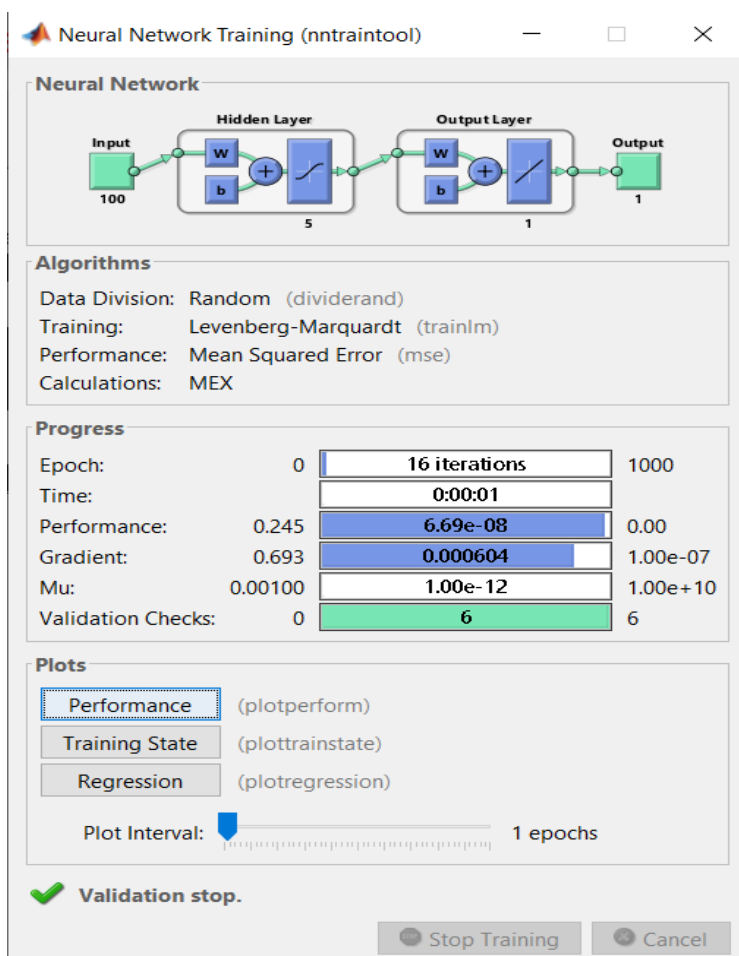 Neural Network Training (nntraintool)
Neural Network
Hidden Layer Output Layer
Input Output
W W
b b
100 5 1 1
Algorithms
Data Division: Random (dividerand)
Training: Levenberg-Marquardt (trainlm)
Performance: Mean Squared Error (mse)
Calculations: MEX
Progress
Epoch: 0 16 iterations 1000
Time: 0:00:01
Performance: 0.245 6.69e-08 0.00
Gradient: 0.693 0.000604 1.00e-07
Mu: 0.00100 1.00e-12 1.00e+10
Validation Checks: 0 6 6
Plots
Performance (plotperform)
Training State (plottrainstate)
Regression (plotregression)
Plot Interval: 1 epochs
Validation stop.
Stop Training Cancel